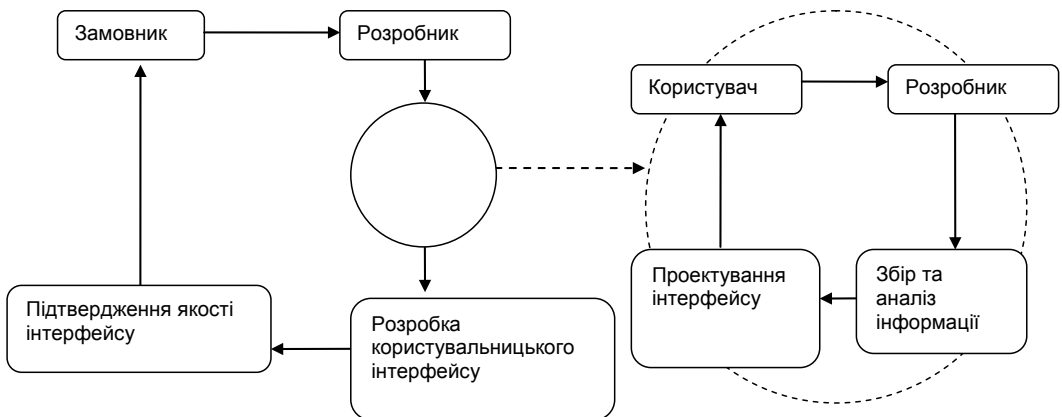 Замовник
Розробник
Користувач
Розробник
Підтвердження якості
інтерфейсу
Розробка
користувальницького
інтерфейсу
Проектування
інтерфейсу
Збір та
аналіз
інформації